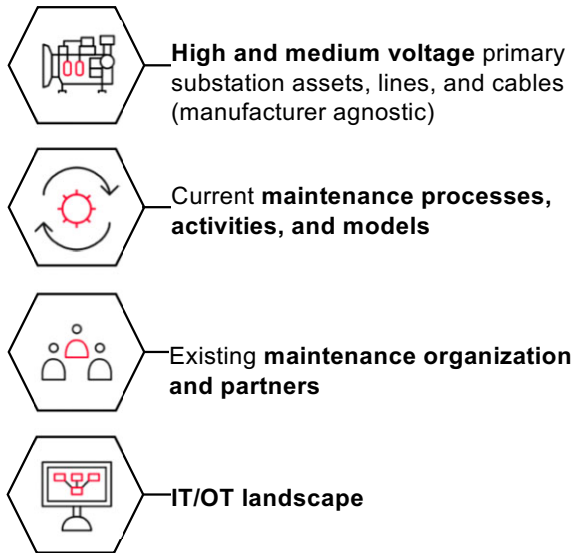 High and medium voltage primary
substation assets, lines, and cables
(manufacturer agnostic)
Current maintenance processes,
activities, and models
Existing maintenance organization
and partners
IT/OT landscape